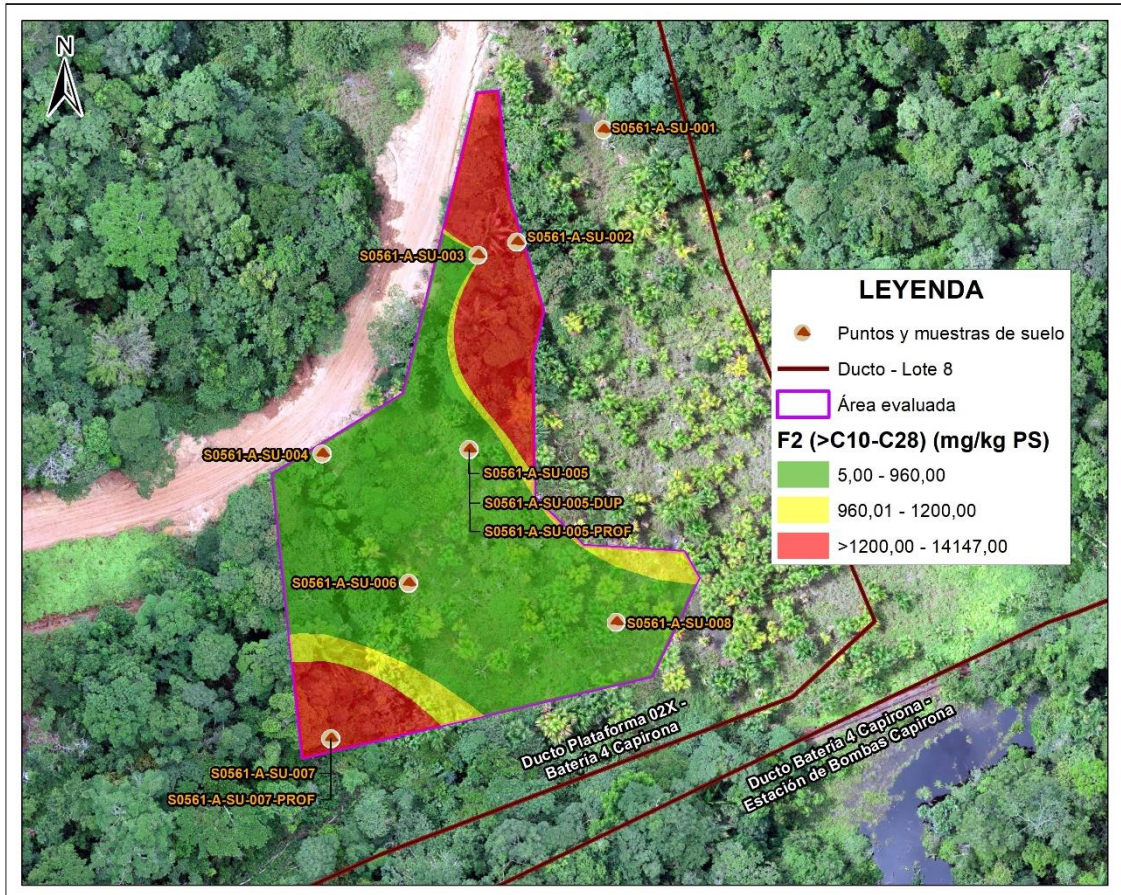 N
S0561-A-SU-001
S0561-A-SU-002
S0561-A-SU-003
LEYENDA
Puntos y muestras de suelo
Ducto - Lote 8
Área evaluada
F2 (>C10-C28) (mg/kg PS)
5,00 - 960,00
960,01 - 1200,00
>1200,00 - 14147,00
S0561-A-SU-004
S0561-A-SU-005
S0561-A-SU-005-DUP
S0561-A-SU-005-PROF
S0561-A-SU-006
S0561-A-SU-008
Ducto Plataforma 02X -
Batería 4 Capirona
Ducto Batería 4 Capirona -
Estación de Bombas Capirona
S0561-A-SU-007
S0561-A-SU-007-PROF